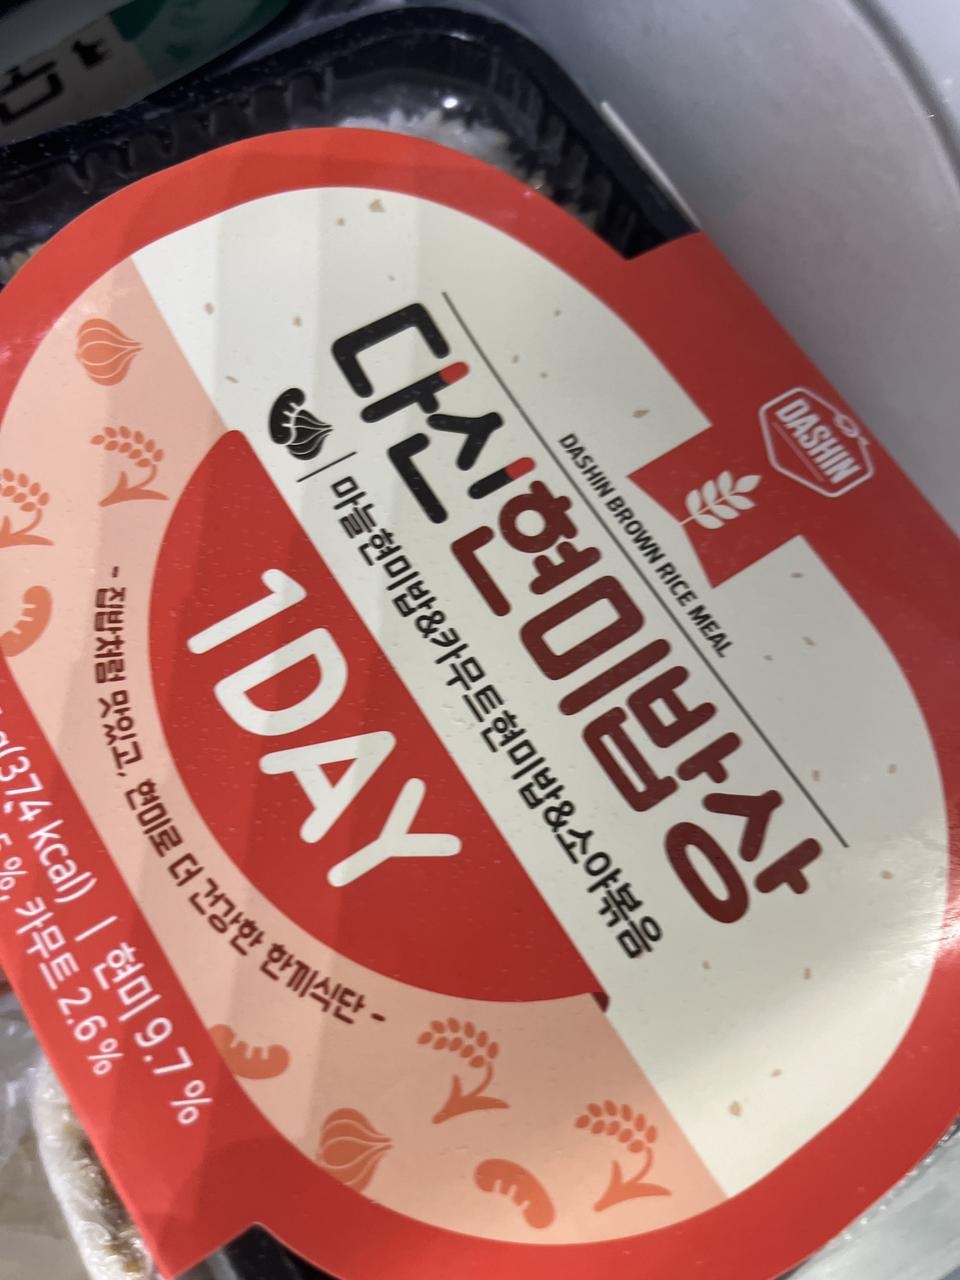 DASHIN
DASHIN BROWN RICE MEAL
다신현미밥상
마늘현미밥&카무트현미밥&소야볶음
1DAY
- 집밥처럼 맛있고, 현미로 더 건강한 한끼식단 -
(374 kcal) | 현미 9.7 %
%, 카무트 2.6%